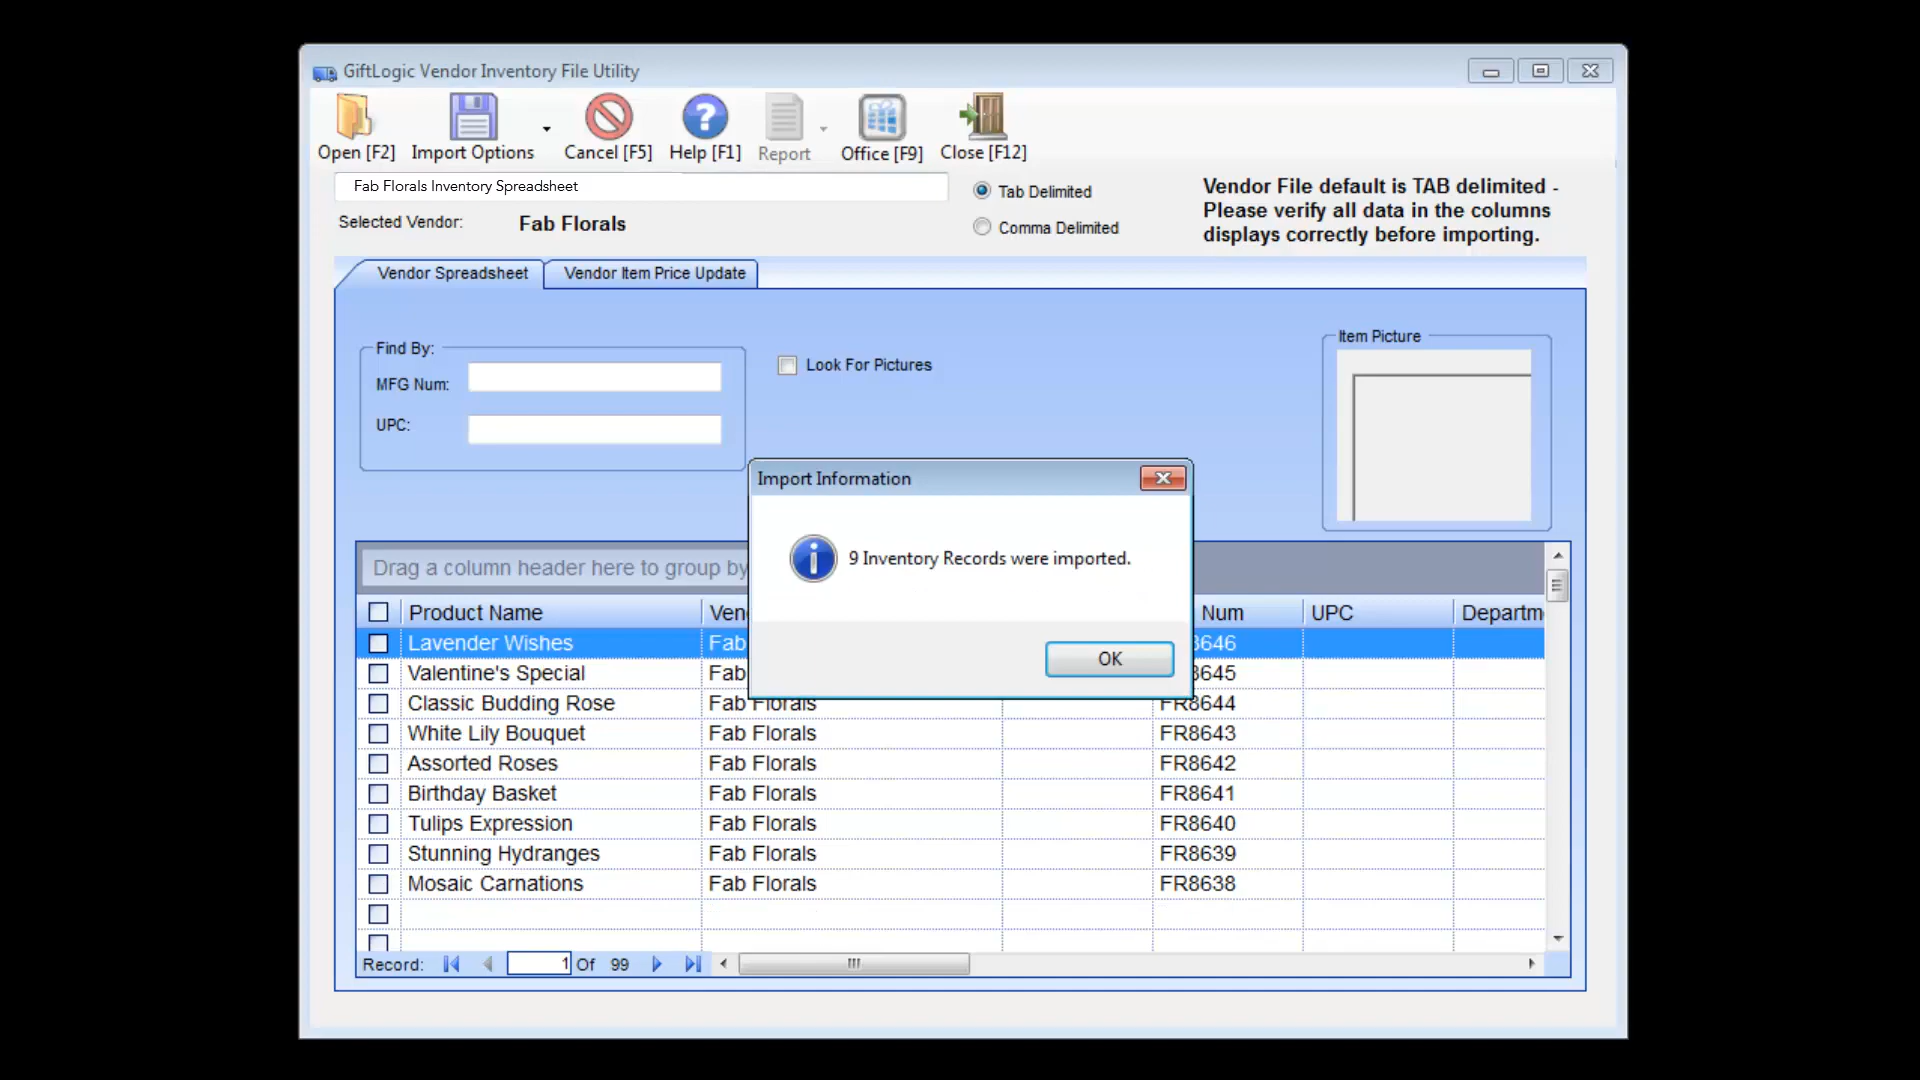 GiftLogic Vendor Inventory File Utility
Open [F2] Import Options Cancel [F5] Help [F1] Report Office [F9] Close [F12]
Fab Florals Inventory Spreadsheet
Selected Vendor: Fab Florals
Tab Delimited
Comma Delimited
Vendor File default is TAB delimited -
Please verify all data in the columns
displays correctly before importing.
Vendor Spreadsheet Vendor Item Price Update
Find By:
MFG Num:
UPC:
Look For Pictures
Item Picture
Import Information
9 Inventory Records were imported.
OK
Drag a column header here to group by
Product Name Ven Num UPC Departm
Lavender Wishes Fab 8646
Valentine's Special Fab 8645
Classic Budding Rose Fab Florals FR8644
White Lily Bouquet Fab Florals FR8643
Assorted Roses Fab Florals FR8642
Birthday Basket Fab Florals FR8641
Tulips Expression Fab Florals FR8640
Stunning Hydranges Fab Florals FR8639
Mosaic Carnations Fab Florals FR8638
Record: 1 Of 99